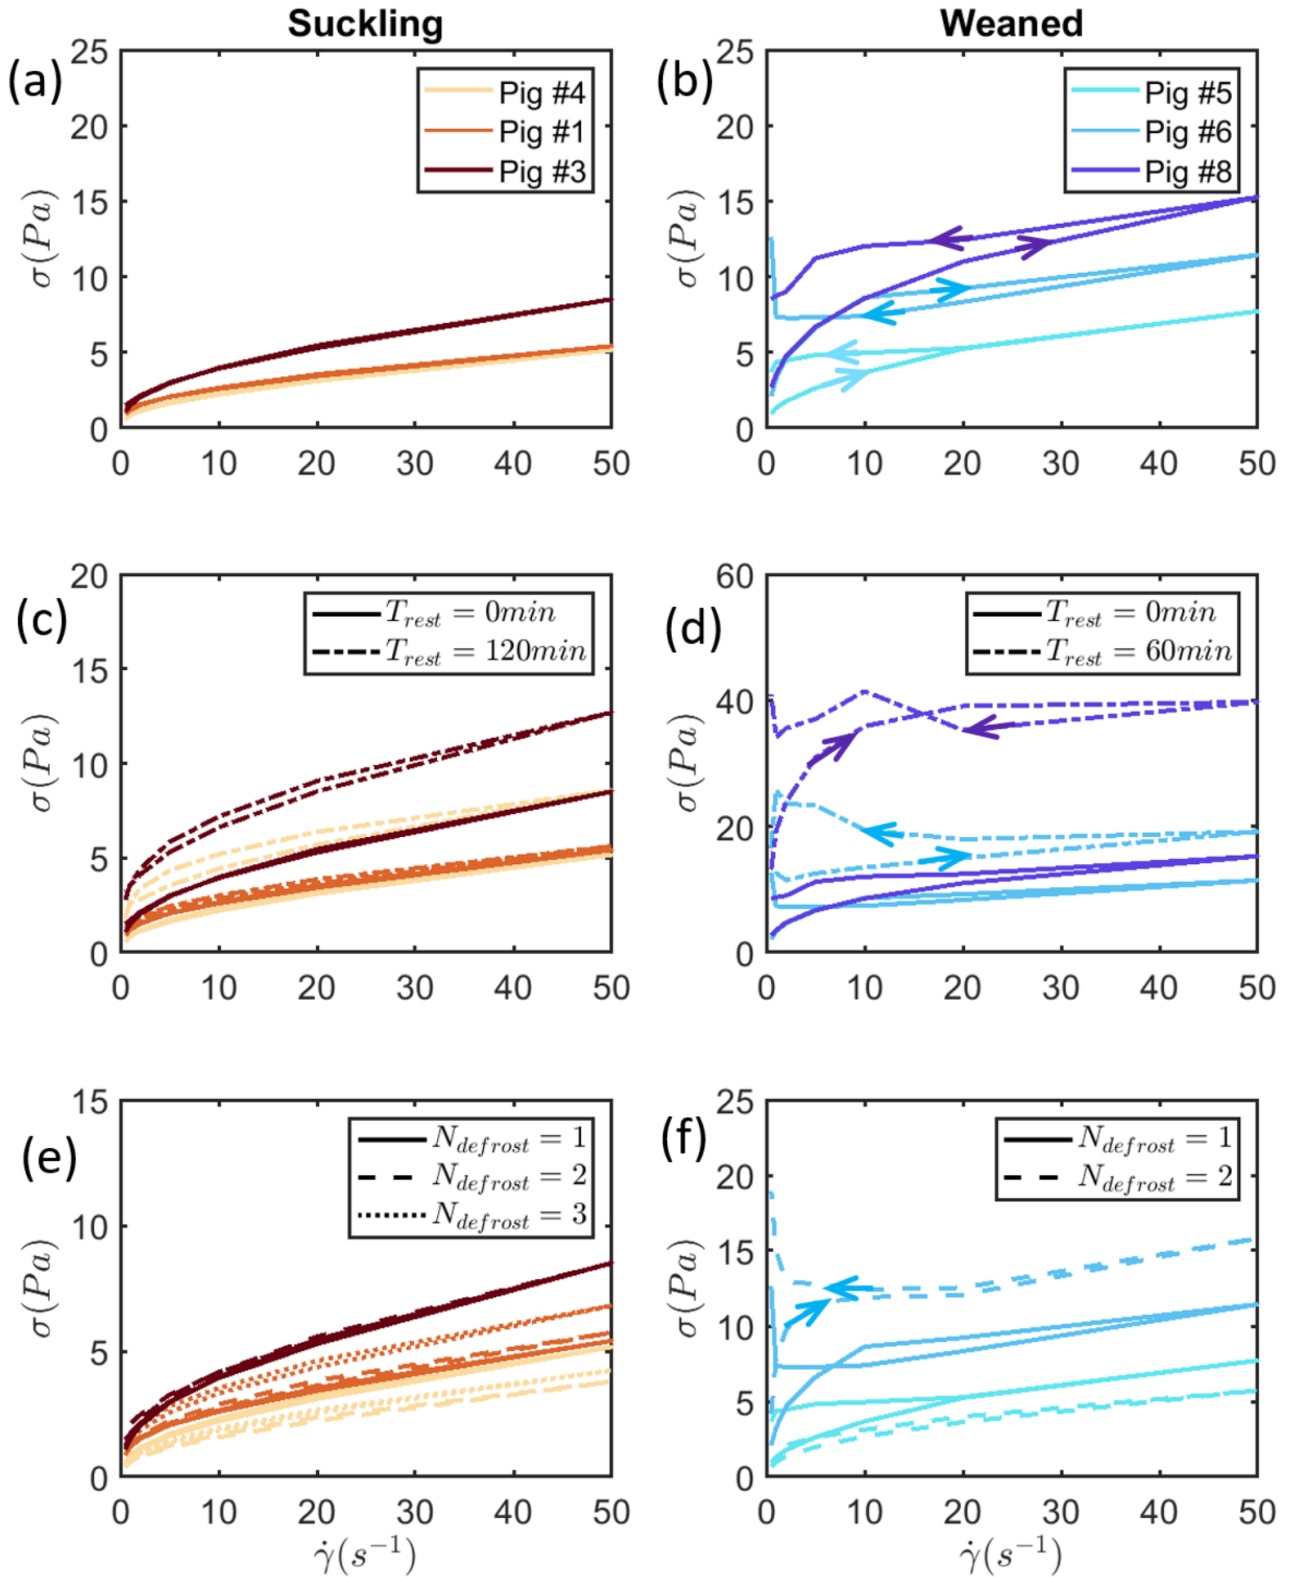 Suckling
Weaned
(a)
25
20
15
10
5
0
σ(Pa)
Pig #4
Pig #1
Pig #3
0 10 20 30 40 50
(b)
25
20
15
10
5
0
σ(Pa)
Pig #5
Pig #6
Pig #8
0 10 20 30 40 50
(c)
20
15
10
5
0
σ(Pa)
T_rest = 0min
T_rest = 120min
0 10 20 30 40 50
(d)
60
40
20
0
σ(Pa)
T_rest = 0min
T_rest = 60min
0 10 20 30 40 50
(e)
15
10
5
0
σ(Pa)
N_defrost = 1
N_defrost = 2
N_defrost = 3
0 10 20 30 40 50
γ̇(s⁻¹)
(f)
25
20
15
10
5
0
σ(Pa)
N_defrost = 1
N_defrost = 2
0 10 20 30 40 50
γ̇(s⁻¹)